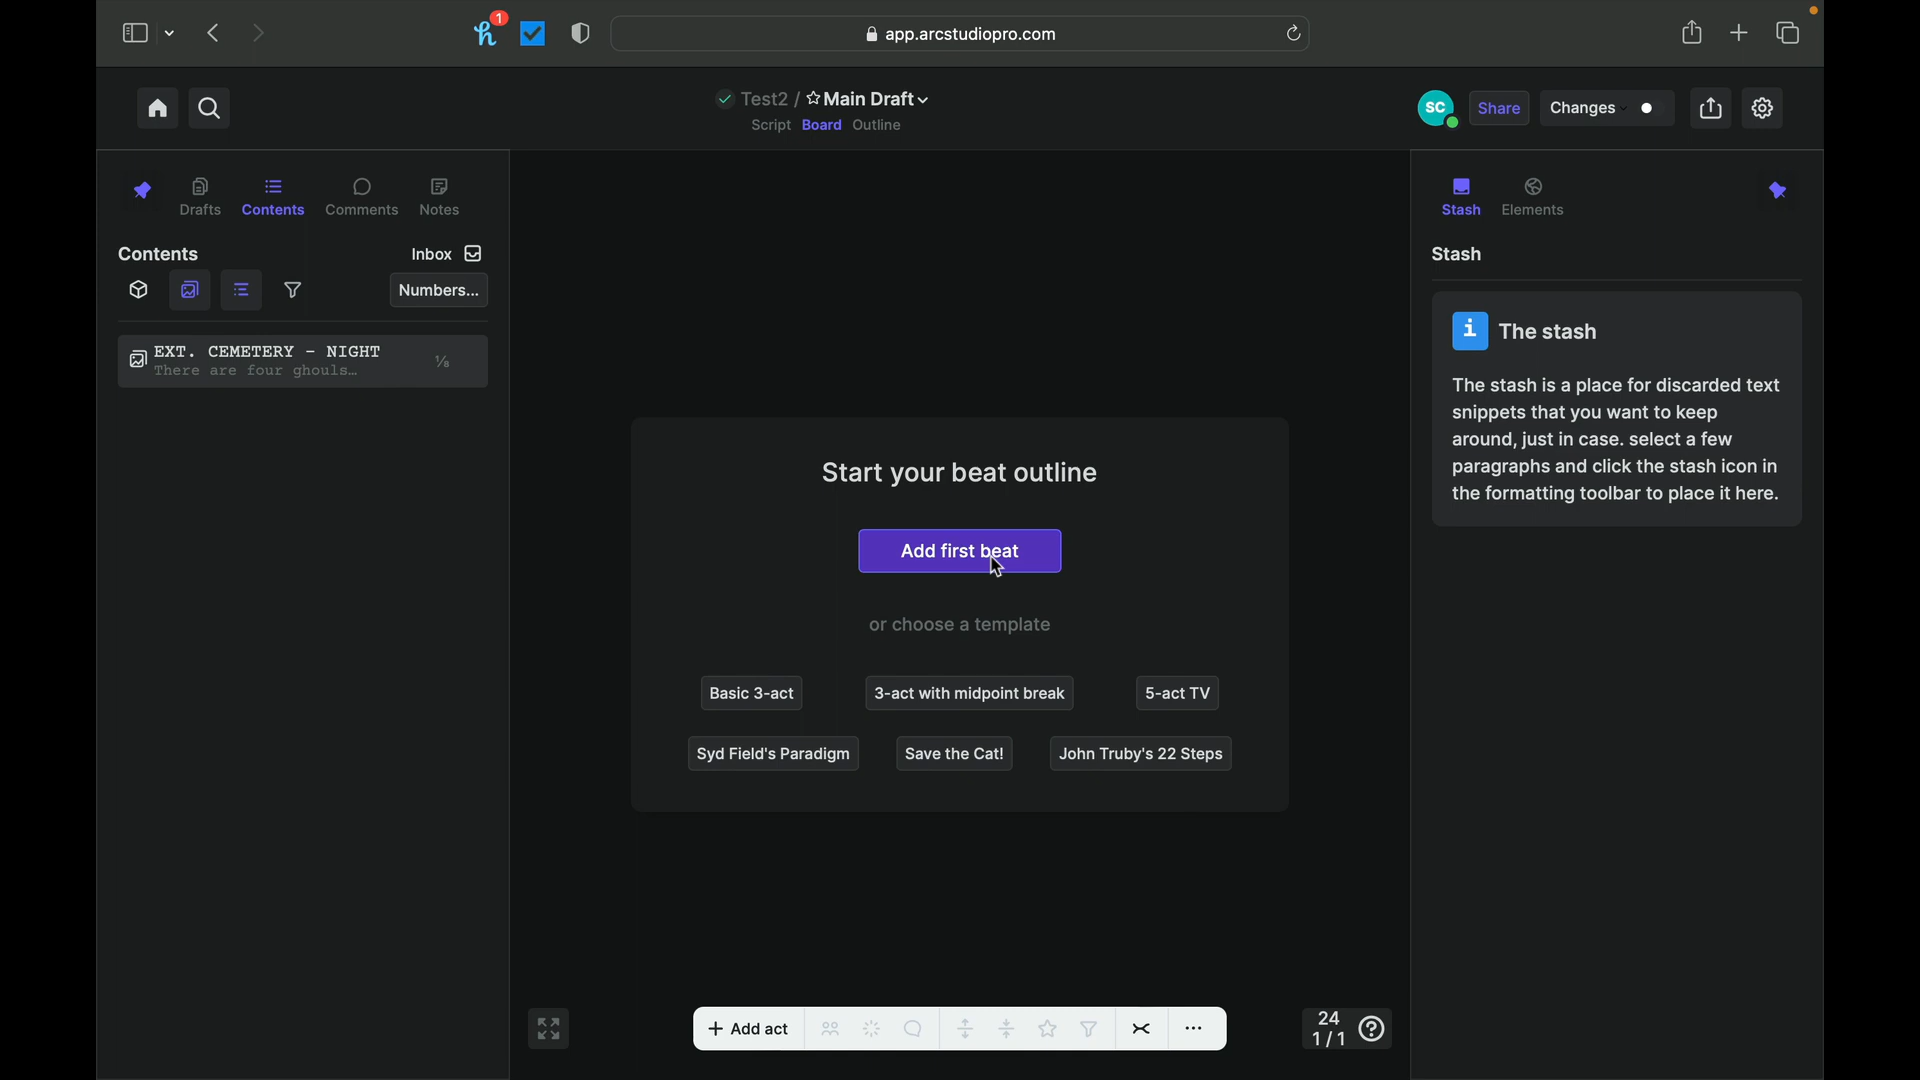 1
app.arcstudiopro.com
Test2 / Main Draft
Script Board Outline
SC
Share
Changes
Drafts
Contents
Comments
Notes
Contents
Inbox
Numbers...
EXT. CEMETERY - NIGHT
There are four ghouls…
⅛
Start your beat outline
Add first beat
or choose a template
Basic 3-act
3-act with midpoint break
5-act TV
Syd Field's Paradigm
Save the Cat!
John Truby's 22 Steps
+ Add act
24
1/1
Stash
Elements
Stash
i The stash
The stash is a place for discarded text
snippets that you want to keep
around, just in case. select a few
paragraphs and click the stash icon in
the formatting toolbar to place it here.